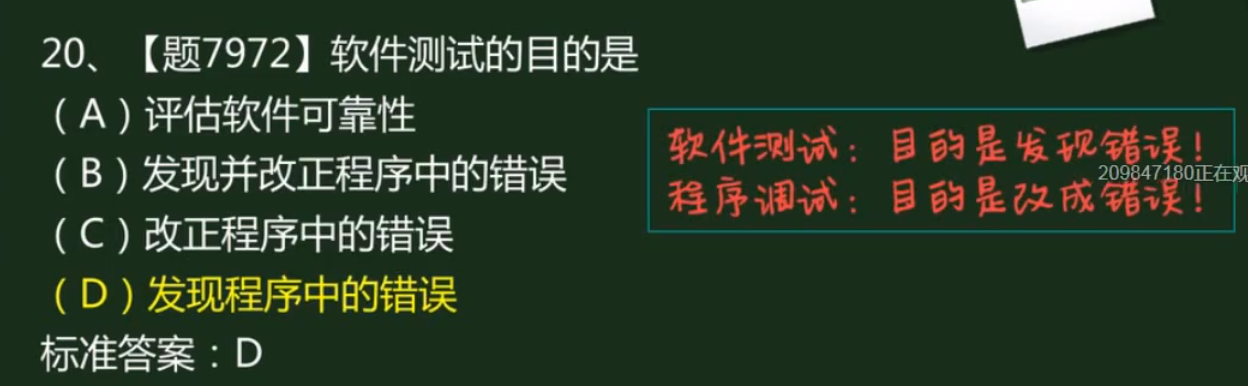 20、【题7972】软件测试的目的是
（A）评估软件可靠性
（B）发现并改正程序中的错误
（C）改正程序中的错误
（D）发现程序中的错误
标准答案：D
软件测试：目的是发现错误！
程序调试：目的是改成错误！
209847180正在观